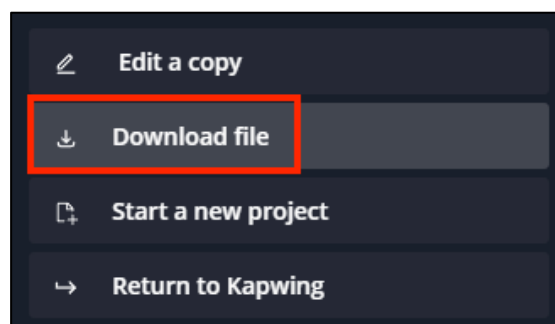 Edit a copy
Download file
Start a new project
Return to Kapwing